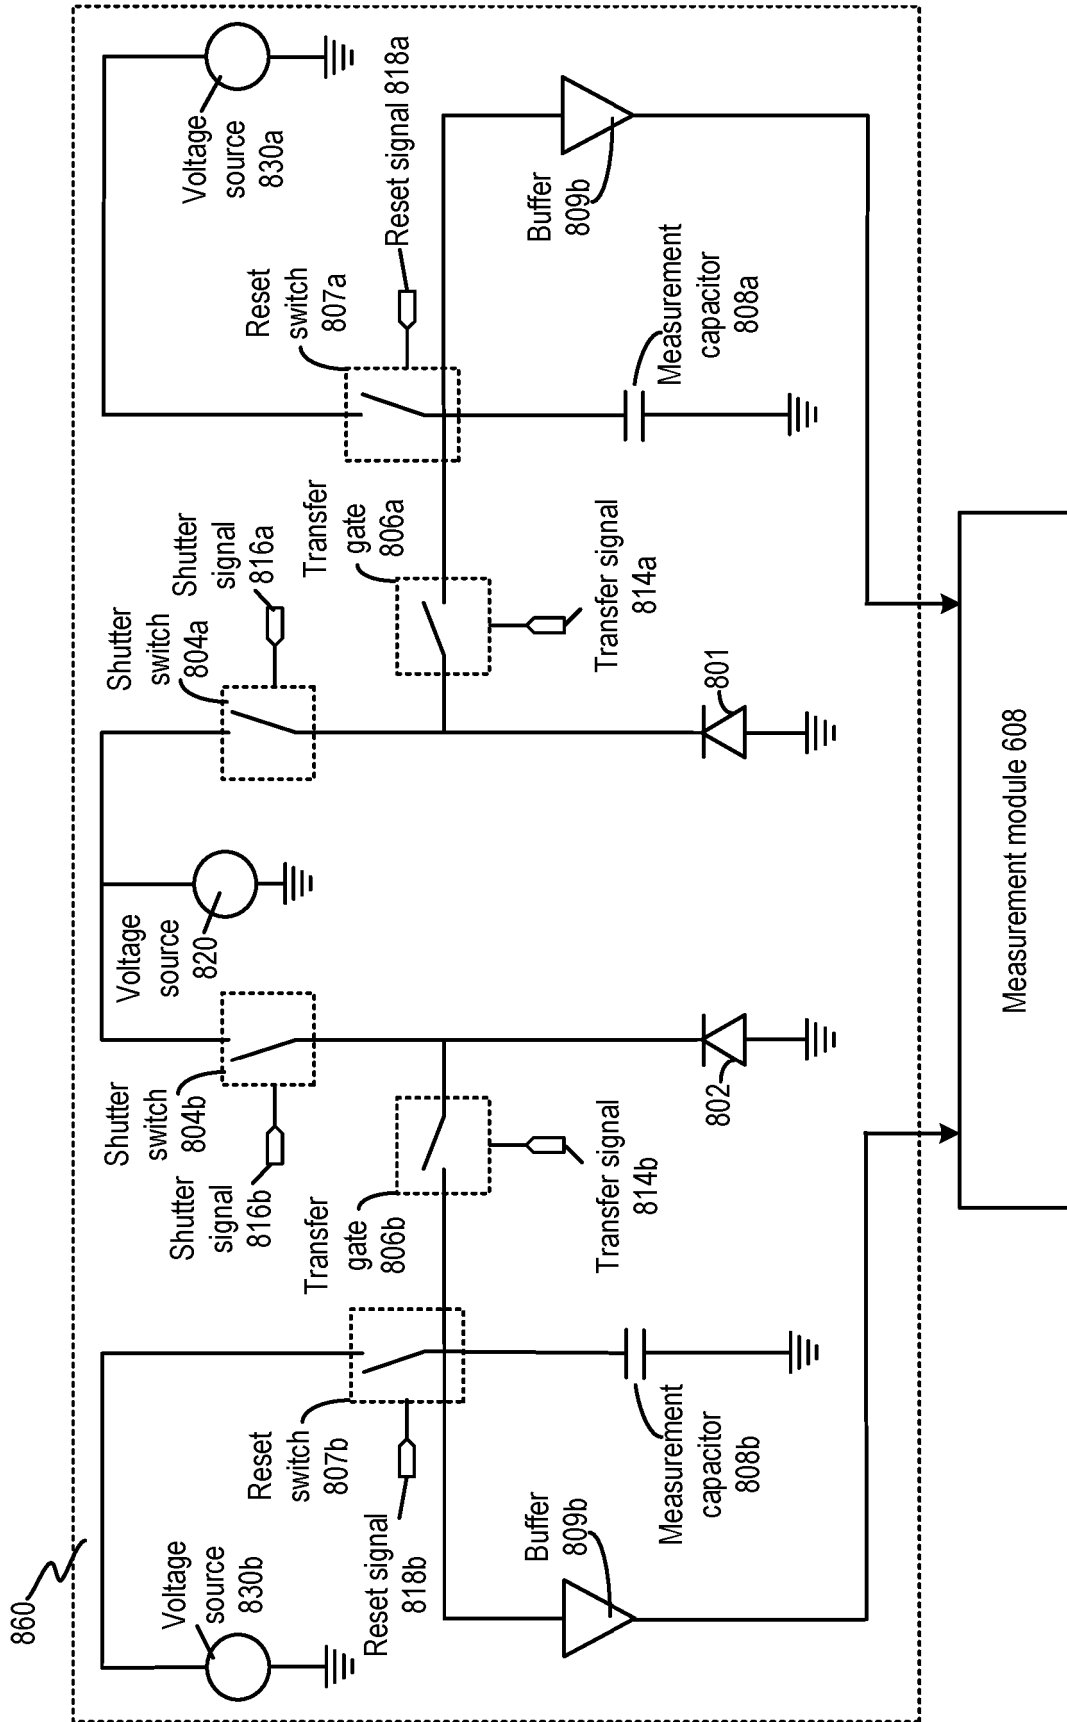 860
Voltage
source
830b
Reset
switch
807b
Reset signal
818b
Buffer
809b
Measurement
capacitor
808b
Shutter
switch
804b
Shutter
signal
816b
Transfer
gate
806b
Transfer signal
814b
802
Voltage
source
820
Shutter
switch
804a
Shutter
signal
816a
Transfer
gate
806a
Transfer signal
814a
801
Reset
switch
807a
Reset signal 818a
Voltage
source
830a
Buffer
809b
Measurement
capacitor
808a
Measurement module 608